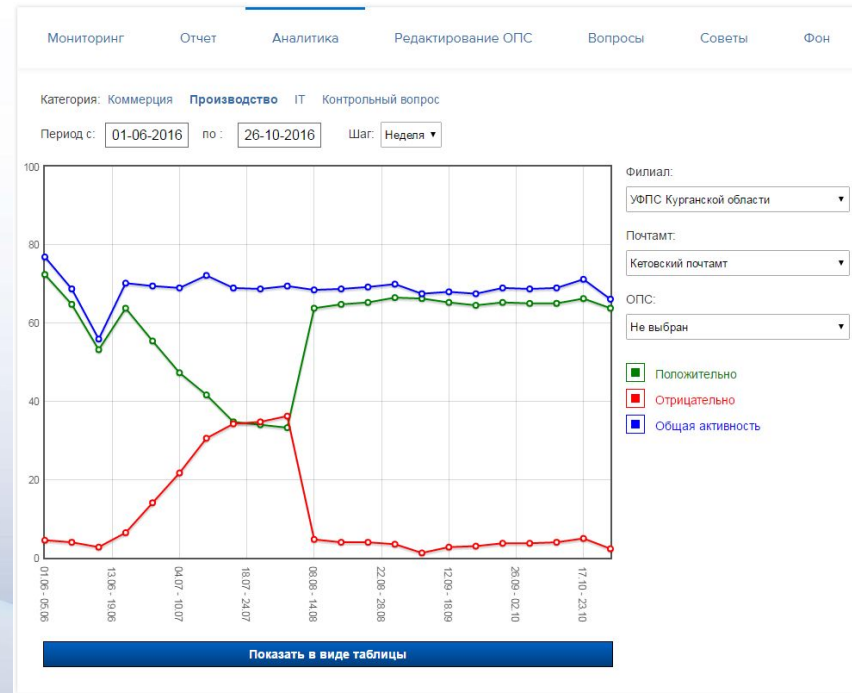 Мониторинг Отчет Аналитика Редактирование ОПС Вопросы Советы Фон
Категория: Коммерция Производство IT Контрольный вопрос
Период с: 01-06-2016 по : 26-10-2016 Шаг: Неделя
100
80
60
40
20
0
01.06 - 05.06
13.06 - 19.06
04.07 - 10.07
18.07 - 24.07
08.08 - 14.08
22.08 - 28.08
12.09 - 18.09
26.09 - 02.10
17.10 - 23.10
Филиал:
УФПС Курганской области
Почтамт:
Кетовский почтамт
ОПС:
Не выбран
Положительно
Отрицательно
Общая активность
Показать в виде таблицы